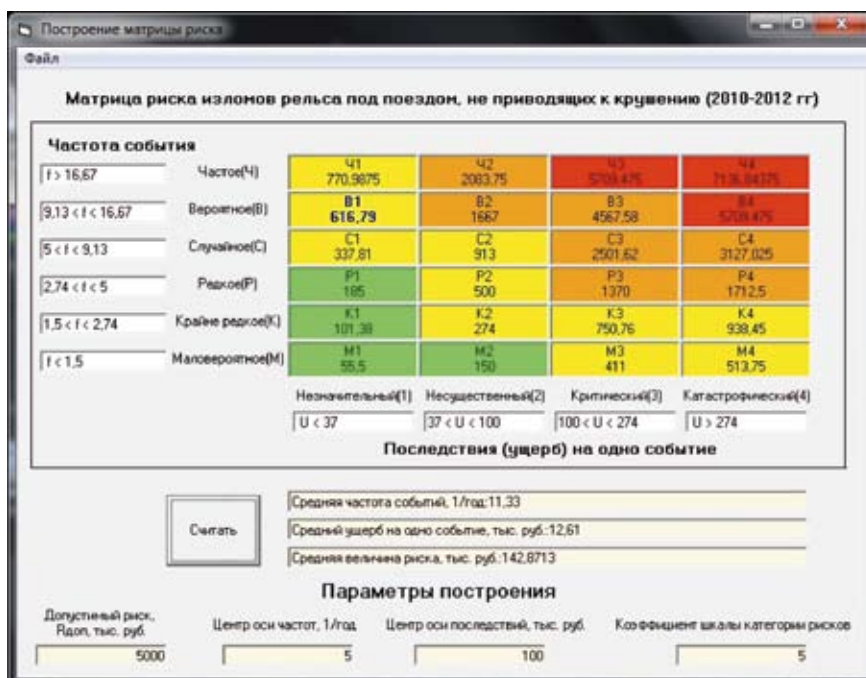 Построение матрицы риска
Файл
Матрица риска изломов рельса под поездом, не приводящих к крушению (2010-2012 гг)
Частота события
f > 16,67 Частое(Ч) Ч1 Ч2 Ч3 Ч4
770,9875 2083,75 5709,475 7136,84375
9,13 < f < 16,67 Вероятное(В) В1 В2 В3 В4
616,79 1667 4567,58 5709,475
5 < f < 9,13 Случайное(С) С1 С2 С3 С4
337,81 913 2501,62 3127,025
2,74 < f < 5 Редкое(Р) Р1 Р2 Р3 Р4
185 500 1370 1712,5
1,5 < f < 2,74 Крайне редкое(К) К1 К2 К3 К4
101,38 274 750,76 938,45
f < 1,5 Маловероятное(М) М1 М2 М3 М4
55,5 150 411 513,75
Незначительный(1) Несущественный(2) Критический(3) Катастрофический(4)
U < 37 37 < U < 100 100 < U < 274 U > 274
Последствия (ущерб) на одно событие
Считать
Средняя частота событий, 1/год:11,33
Средний ущерб на одно событие, тыс. руб.:12,61
Средняя величина риска, тыс. руб.:142,8713
Параметры построения
Допустимый риск, Rдоп, тыс. руб. Центр оси частот, 1/год Центр оси последствий, тыс. руб. Коэффициент шкалы категории рисков
5000 5 100 5